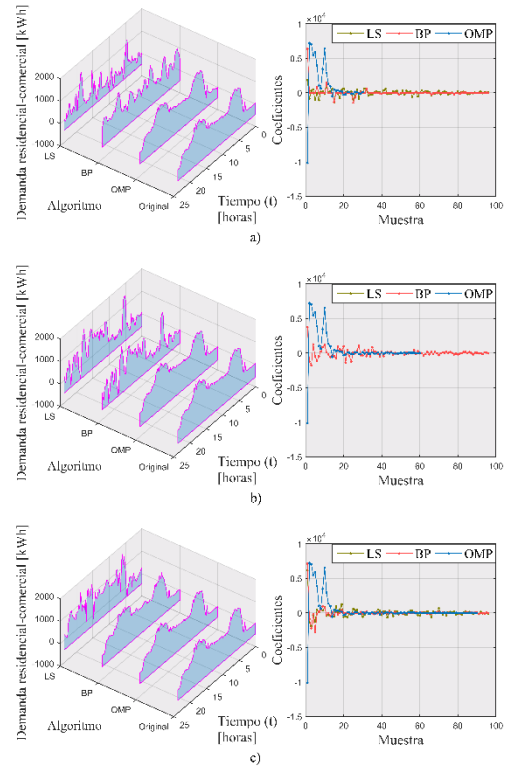 Demanda residencial-comercial [kWh]
2000
1000
0
1000
LS
BP
OMP
Original
Algoritmo
0
5
10
15
20
25
Tiempo (t)
[horas]
×10⁴
LS BP OMP
1
0.5
0
-0.5
-1
-1.5
Coeficientes
0 20 40 60 80 100
Muestra
a)
Demanda residencial-comercial [kWh]
2000
1000
0
1000
LS
BP
OMP
Original
Algoritmo
0
5
10
15
20
25
Tiempo (t)
[horas]
×10⁴
LS BP OMP
1
0.5
0
-0.5
-1
-1.5
Coeficientes
0 20 40 60 80 100
Muestra
b)
Demanda residencial-comercial [kWh]
2000
1000
0
1000
LS
BP
OMP
Original
Algoritmo
0
5
10
15
20
25
Tiempo (t)
[horas]
×10⁴
LS BP OMP
1
0.5
0
-0.5
-1
-1.5
Coeficientes
0 20 40 60 80 100
Muestra
c)